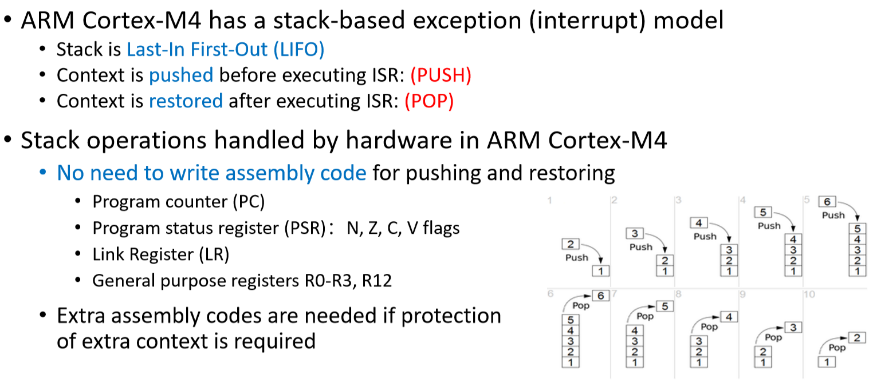 • ARM Cortex-M4 has a stack-based exception (interrupt) model
• Stack is Last-In First-Out (LIFO)
• Context is pushed before executing ISR: (PUSH)
• Context is restored after executing ISR: (POP)
• Stack operations handled by hardware in ARM Cortex-M4
• No need to write assembly code for pushing and restoring
• Program counter (PC)
• Program status register (PSR): N, Z, C, V flags
• Link Register (LR)
• General purpose registers R0-R3, R12
• Extra assembly codes are needed if protection
of extra context is required
1 2 3 4 5
2 Push 1
3 Push 2 1
4 Push 3 2 1
5 Push 4 3 2 1
6 Push 5 4 3 2 1
6 7 8 9 10
6 Pop 5 4 3 2 1
5 Pop 4 3 2 1
4 Pop 3 2 1
3 Pop 2 1
2 Pop 1